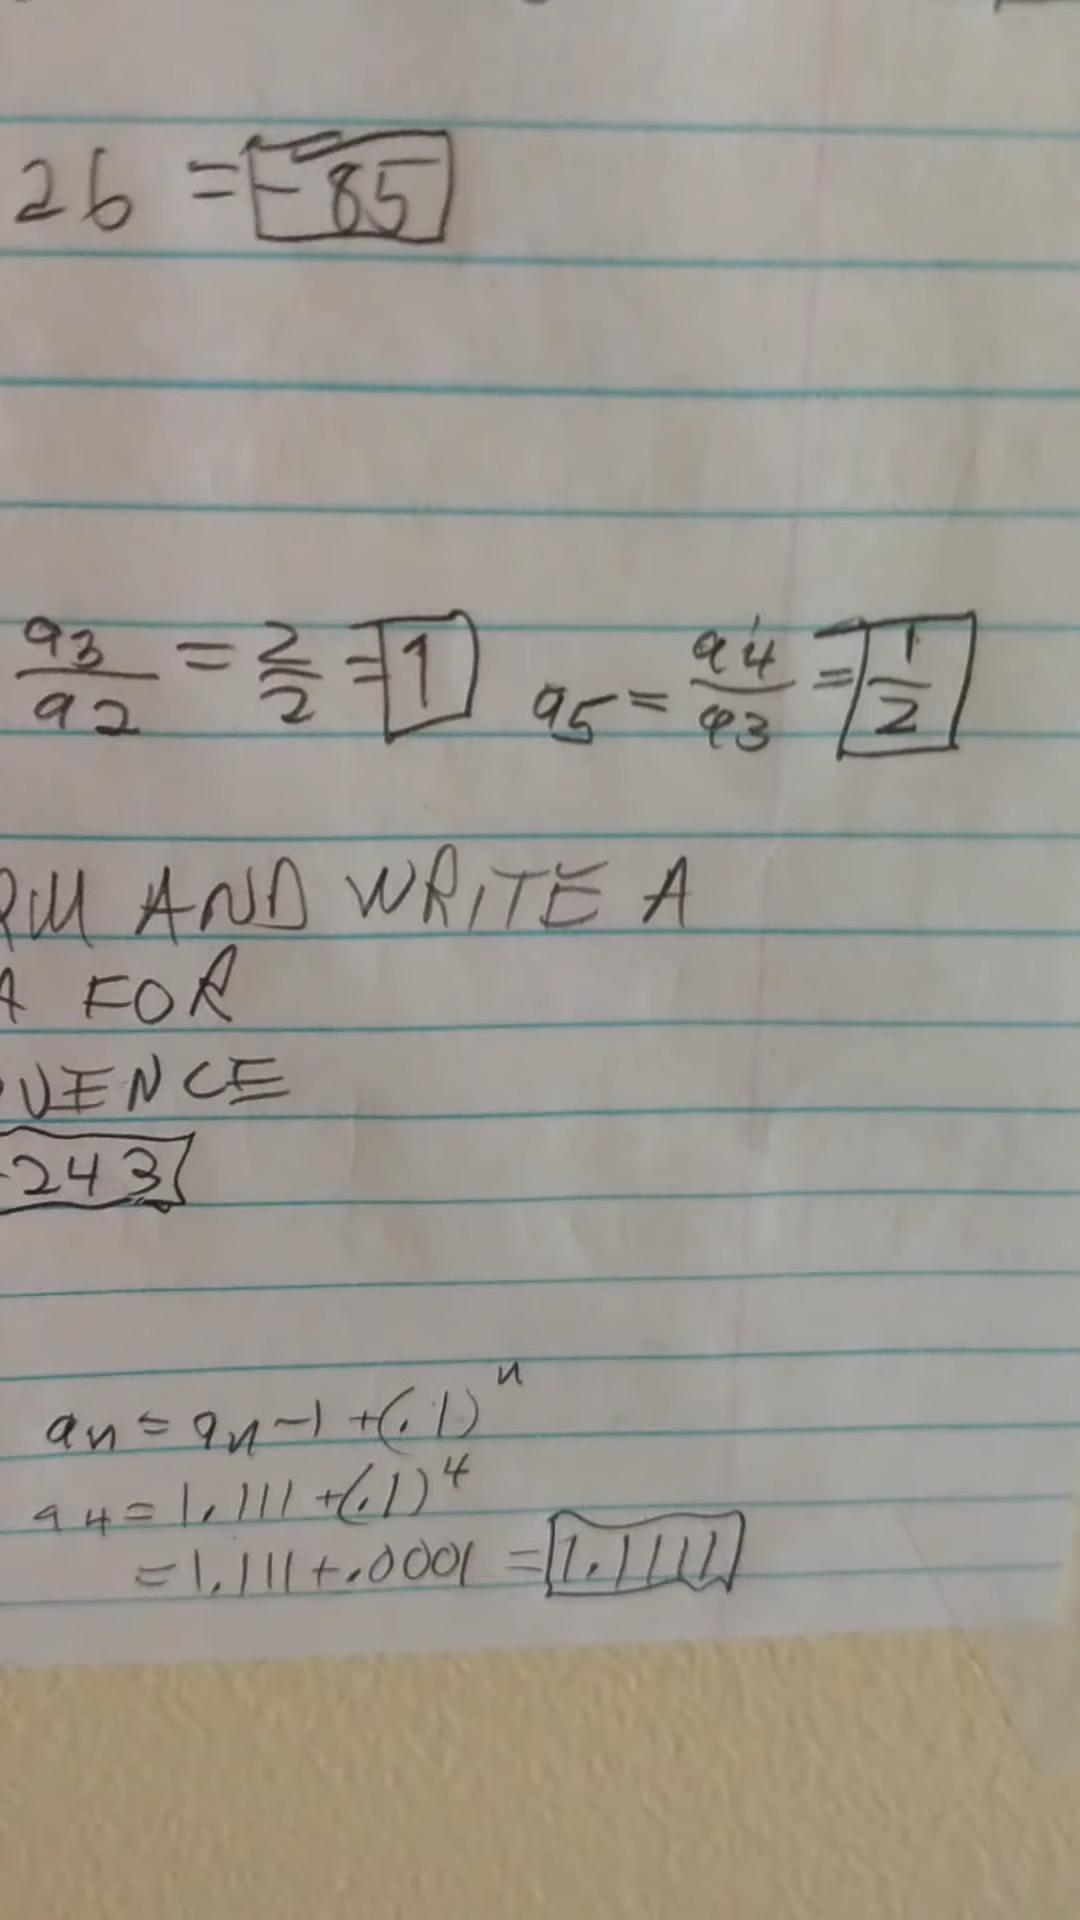 26 = -85
a3/a2 = 2/2 = 1 a5 = a4/a3 = 1/2
RM AND WRITE A
A FOR
UENCE
243
an = an-1 + (.1)^n
a4 = 1.111 + (.1)^4
= 1.111 + .0001 = 1.1111